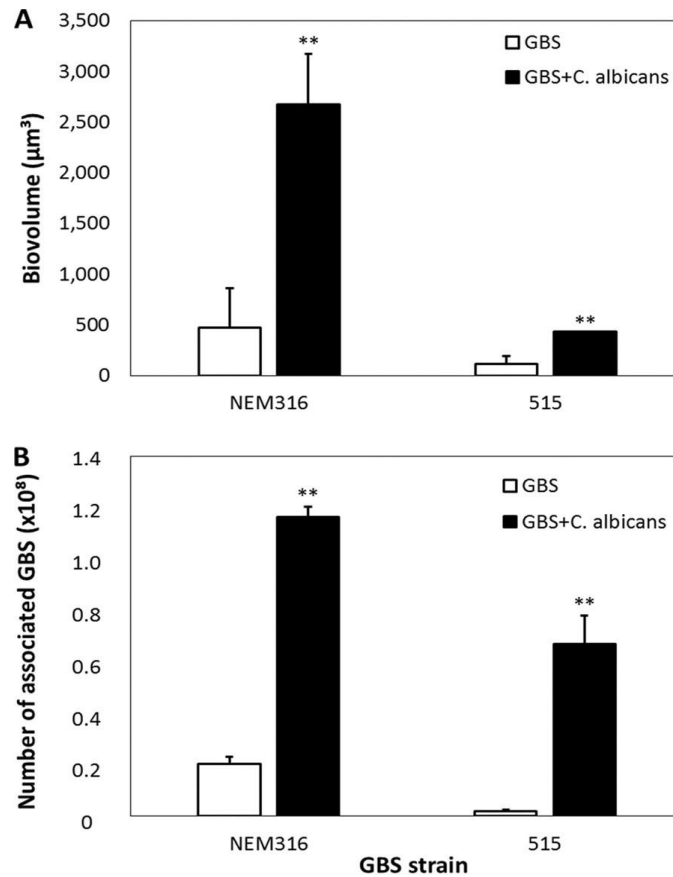 A
3,500
3,000
2,500
2,000
1,500
1,000
500
0
Biovolume (µm³)
GBS
GBS+C. albicans
**
**
NEM316
515
B
1.4
1.2
1.0
0.8
0.6
0.4
0.2
0
Number of associated GBS (x10⁸)
GBS
GBS+C. albicans
**
**
NEM316
515
GBS strain